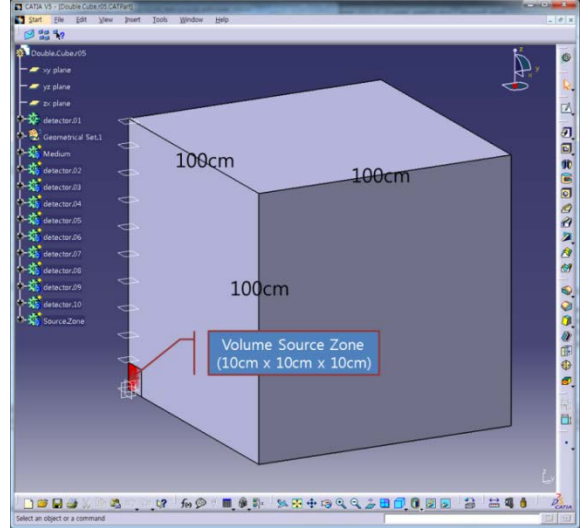 CATIA V5 - [Double Cube.r05.CATPart]
Start File Edit View Insert Tools Window Help
Double.Cube.r05
xy plane
yz plane
zx plane
detector.01
Geometrical Set.1
Medium
detector.02
detector.03
detector.04
detector.05
detector.06
detector.07
detector.08
detector.09
detector.10
Source.Zone
z
y
x
100cm
100cm
100cm
Volume Source Zone
(10cm x 10cm x 10cm)
Select an object or a command
CATIA